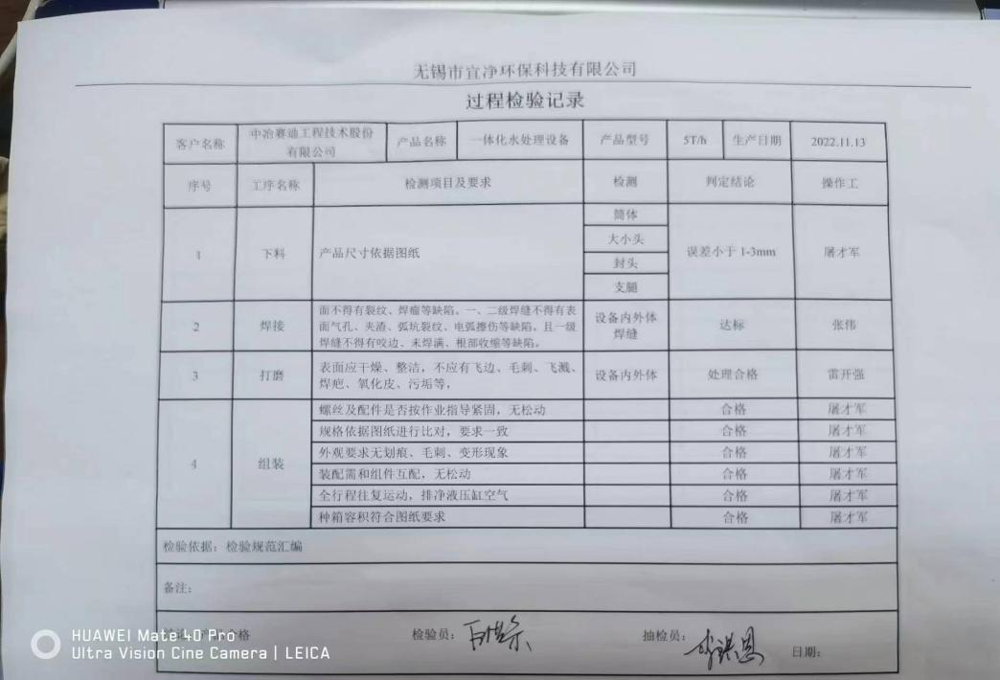 无锡市宜净环保科技有限公司
过程检验记录
客户名称 中冶赛迪工程技术股份有限公司 产品名称 一体化水处理设备 产品型号 5T/h 生产日期 2022.11.13
序号 工序名称 检测项目及要求 检测 判定结论 操作工
1 下料 产品尺寸依据图纸 筒体 误差小于 1-3mm 屠才军
大小头
封头
支腿
2 焊接 面不得有裂纹、焊瘤等缺陷。一、二级焊缝不得有表 设备内外体 达标 张伟
面气孔、夹渣、弧坑裂纹、电弧擦伤等缺陷。且一级 焊缝
焊缝不得有咬边、未焊满、根部收缩等缺陷。
3 打磨 表面应干燥、整洁，不应有飞边、毛刺、飞溅、 设备内外体 处理合格 雷开强
焊疤、氧化皮、污垢等，
4 组装 螺丝及配件是否按作业指导紧固，无松动 合格 屠才军
规格依据图纸进行比对，要求一致 合格 屠才军
外观要求无划痕、毛刺、变形现象 合格 屠才军
装配需和组件互配，无松动 合格 屠才军
全行程往复运动，排净液压缸空气 合格 屠才军
种箱容积符合图纸要求 合格 屠才军
检验依据：检验规范汇编
备注：
合格 检验员： 抽检员： 日期：
HUAWEI Mate 40 Pro
Ultra Vision Cine Camera | LEICA